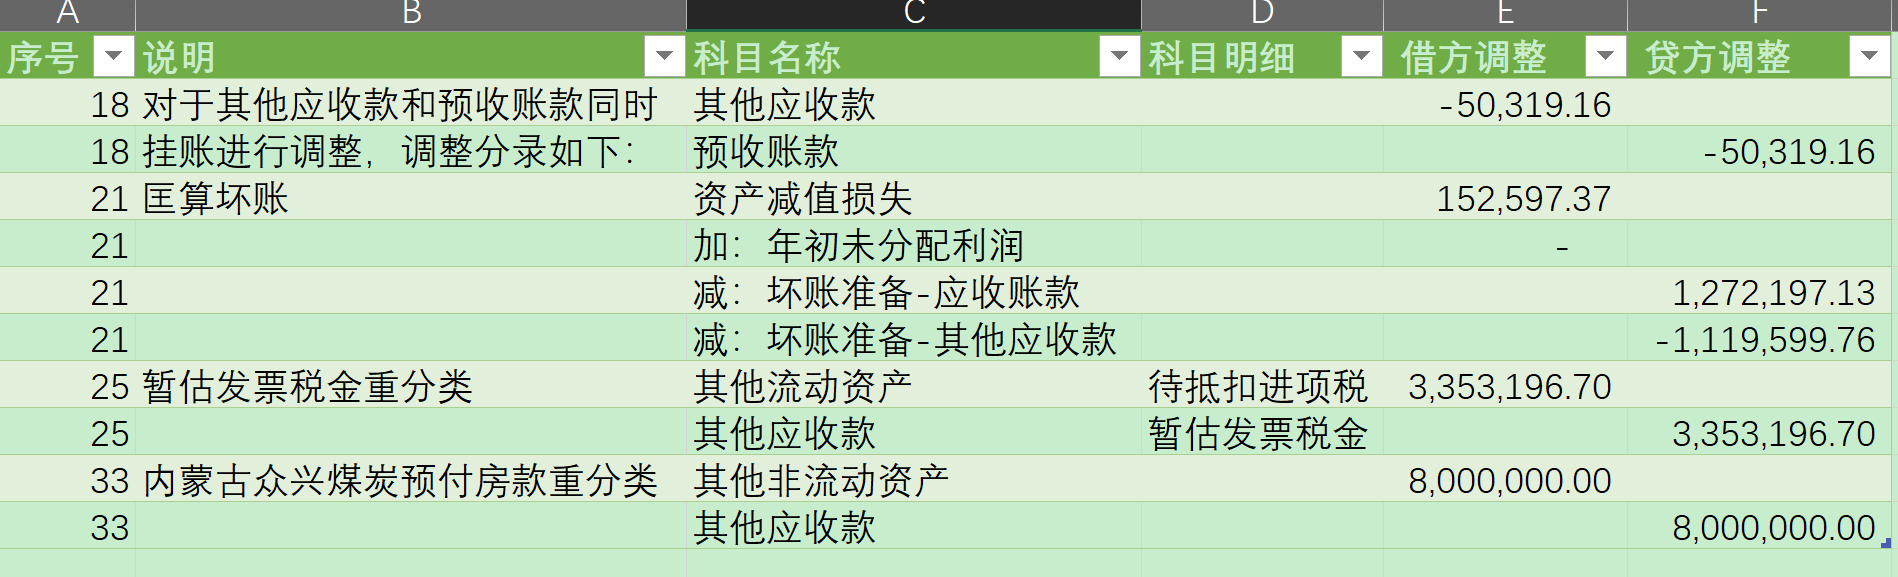 A B C D E F
序号 说明 科目名称 科目明细 借方调整 贷方调整
18 对于其他应收款和预收账款同时 其他应收款 -50,319.16
18 挂账进行调整，调整分录如下： 预收账款 -50,319.16
21 匡算坏账 资产减值损失 152,597.37
21 加：年初未分配利润 -
21 减：坏账准备-应收账款 1,272,197.13
21 减：坏账准备-其他应收款 -1,119,599.76
25 暂估发票税金重分类 其他流动资产 待抵扣进项税 3,353,196.70
25 其他应收款 暂估发票税金 3,353,196.70
33 内蒙古众兴煤炭预付房款重分类 其他非流动资产 8,000,000.00
33 其他应收款 8,000,000.00